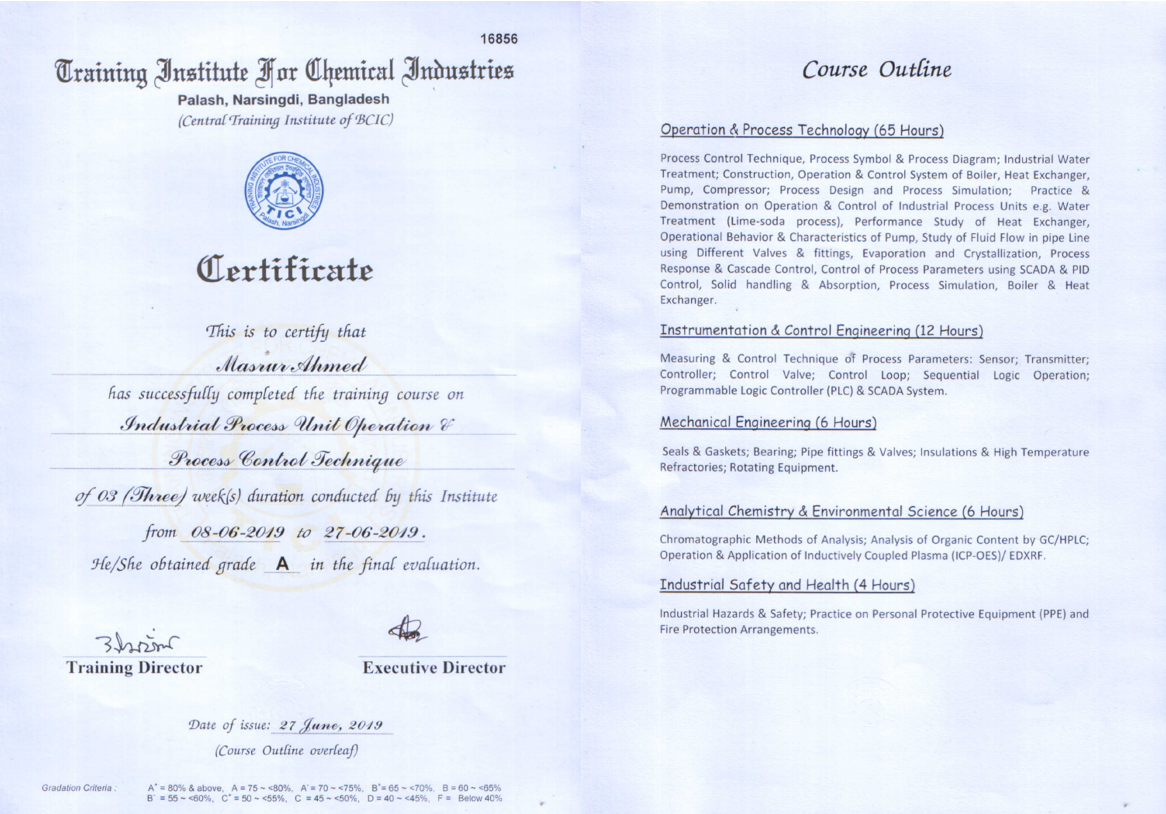 16856
Training Institute For Chemical Industries
Palash, Narsingdi, Bangladesh
(Central Training Institute of BCIC)
TRAINING INSTITUTE FOR CHEMICAL INDUSTRIES
TICI
Palash, Narsingdi
Certificate
This is to certify that
Masrur Ahmed
has successfully completed the training course on
Industrial Process Unit Operation &
Process Control Technique
of 03 (Three) week(s) duration conducted by this Institute
from 08-06-2019 to 27-06-2019.
He/She obtained grade A in the final evaluation.
Training Director
Executive Director
Date of issue: 27 June, 2019
(Course Outline overleaf)
Gradation Criteria : A+ = 80% & above, A = 75 ~ <80%, A- = 70 ~ <75%, B+ = 65 ~ <70%, B = 60 ~ <65%
B- = 55 ~ <60%, C+ = 50 ~ <55%, C = 45 ~ <50%, D = 40 ~ <45%, F = Below 40%
Course Outline
Operation & Process Technology (65 Hours)
Process Control Technique, Process Symbol & Process Diagram; Industrial Water
Treatment; Construction, Operation & Control System of Boiler, Heat Exchanger,
Pump, Compressor; Process Design and Process Simulation; Practice &
Demonstration on Operation & Control of Industrial Process Units e.g. Water
Treatment (Lime-soda process), Performance Study of Heat Exchanger,
Operational Behavior & Characteristics of Pump, Study of Fluid Flow in pipe Line
using Different Valves & fittings, Evaporation and Crystallization, Process
Response & Cascade Control, Control of Process Parameters using SCADA & PID
Control, Solid handling & Absorption, Process Simulation, Boiler & Heat
Exchanger.
Instrumentation & Control Engineering (12 Hours)
Measuring & Control Technique of Process Parameters: Sensor; Transmitter;
Controller; Control Valve; Control Loop; Sequential Logic Operation;
Programmable Logic Controller (PLC) & SCADA System.
Mechanical Engineering (6 Hours)
Seals & Gaskets; Bearing; Pipe fittings & Valves; Insulations & High Temperature
Refractories; Rotating Equipment.
Analytical Chemistry & Environmental Science (6 Hours)
Chromatographic Methods of Analysis; Analysis of Organic Content by GC/HPLC;
Operation & Application of Inductively Coupled Plasma (ICP-OES)/ EDXRF.
Industrial Safety and Health (4 Hours)
Industrial Hazards & Safety; Practice on Personal Protective Equipment (PPE) and
Fire Protection Arrangements.